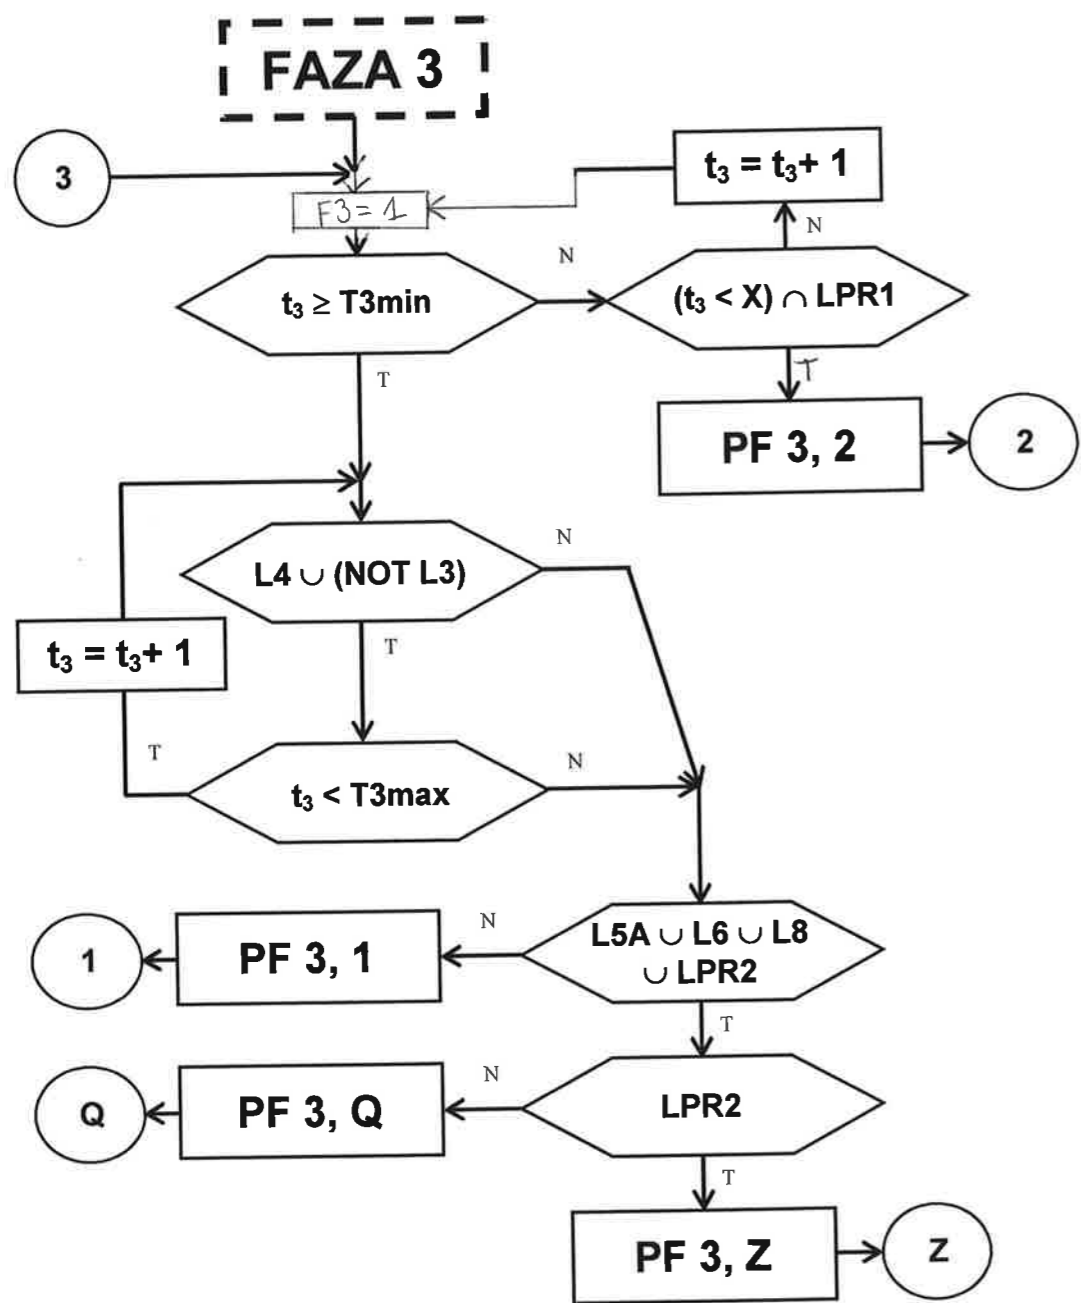 FAZA 3
3
t₃ = t₃+ 1
F3 = 1
N
N
t₃ ≥ T3min
(t₃ < X) ∩ LPR1
T
T
PF 3, 2
2
N
L4 ∪ (NOT L3)
t₃ = t₃+ 1
T
T
N
t₃ < T3max
N
L5A ∪ L6 ∪ L8
∪ LPR2
1
PF 3, 1
T
N
LPR2
Q
PF 3, Q
T
PF 3, Z
Z